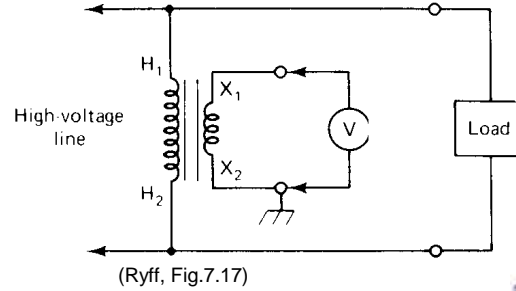 H1
X1
High-voltage
line
V
Load
X2
H2
(Ryff, Fig.7.17)